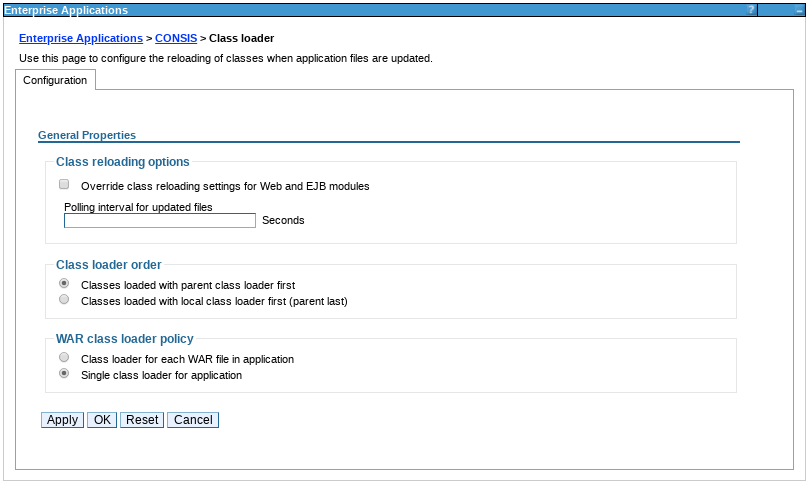 Enterprise Applications ? –
Enterprise Applications > CONSIS > Class loader
Use this page to configure the reloading of classes when application files are updated.
Configuration
General Properties
Class reloading options
Override class reloading settings for Web and EJB modules
Polling interval for updated files
Seconds
Class loader order
Classes loaded with parent class loader first
Classes loaded with local class loader first (parent last)
WAR class loader policy
Class loader for each WAR file in application
Single class loader for application
Apply OK Reset Cancel